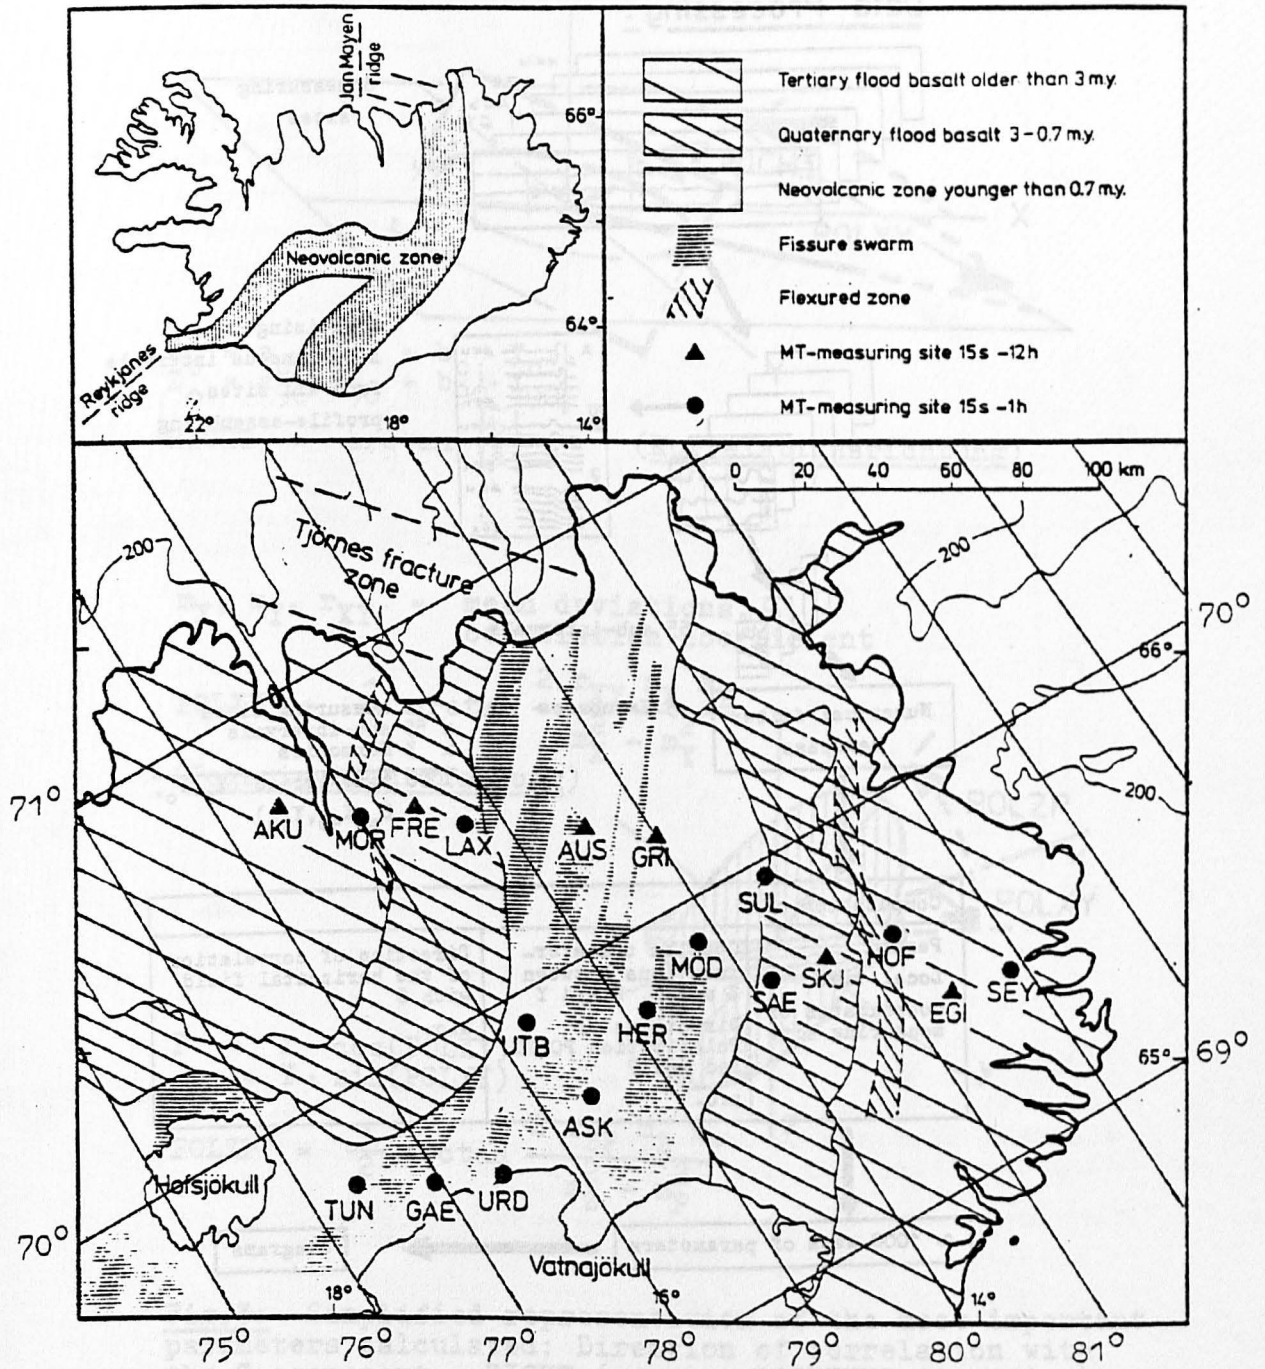 Jan Mayen
ridge
66°
Neovolcanic zone
64°
Reykjanes
ridge
22°
18°
14°
Tertiary flood basalt older than 3 m.y.
Quaternary flood basalt 3-0.7 m.y.
Neovolcanic zone younger than 0.7 m.y.
Fissure swarm
Flexured zone
MT-measuring site 15s -12h
MT-measuring site 15s -1h
0 20 40 60 80 100 km
Tjörnes fracture
zone
200
200
200
70°
66°
71°
AKU
MOR
FRE
LAX
AUS
GRI
SUL
MÖD
SAE
SKJ
HOF
EGI
SEY
UTB
HER
ASK
65°
69°
Hofsjökull
TUN
GAE
URD
Vatnajökull
70°
18°
16°
14°
75°
76°
77°
78°
79°
80°
81°